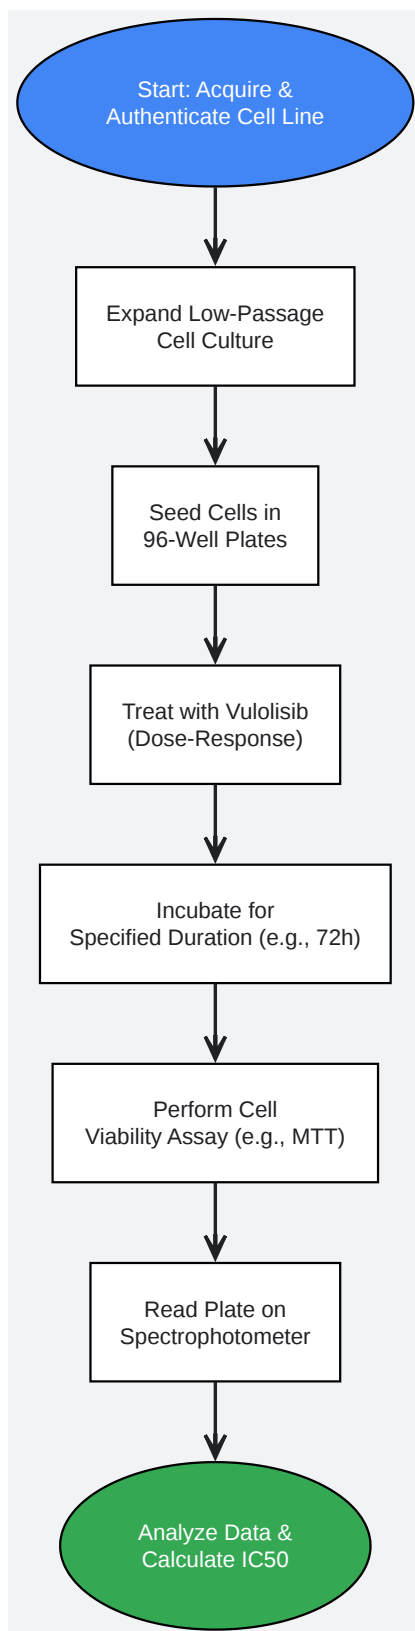 Start: Acquire &
Authenticate Cell Line
Expand Low-Passage
Cell Culture
Seed Cells in
96-Well Plates
Treat with Vulolisib
(Dose-Response)
Incubate for
Specified Duration (e.g., 72h)
Perform Cell
Viability Assay (e.g., MTT)
Read Plate on
Spectrophotometer
Analyze Data &
Calculate IC50